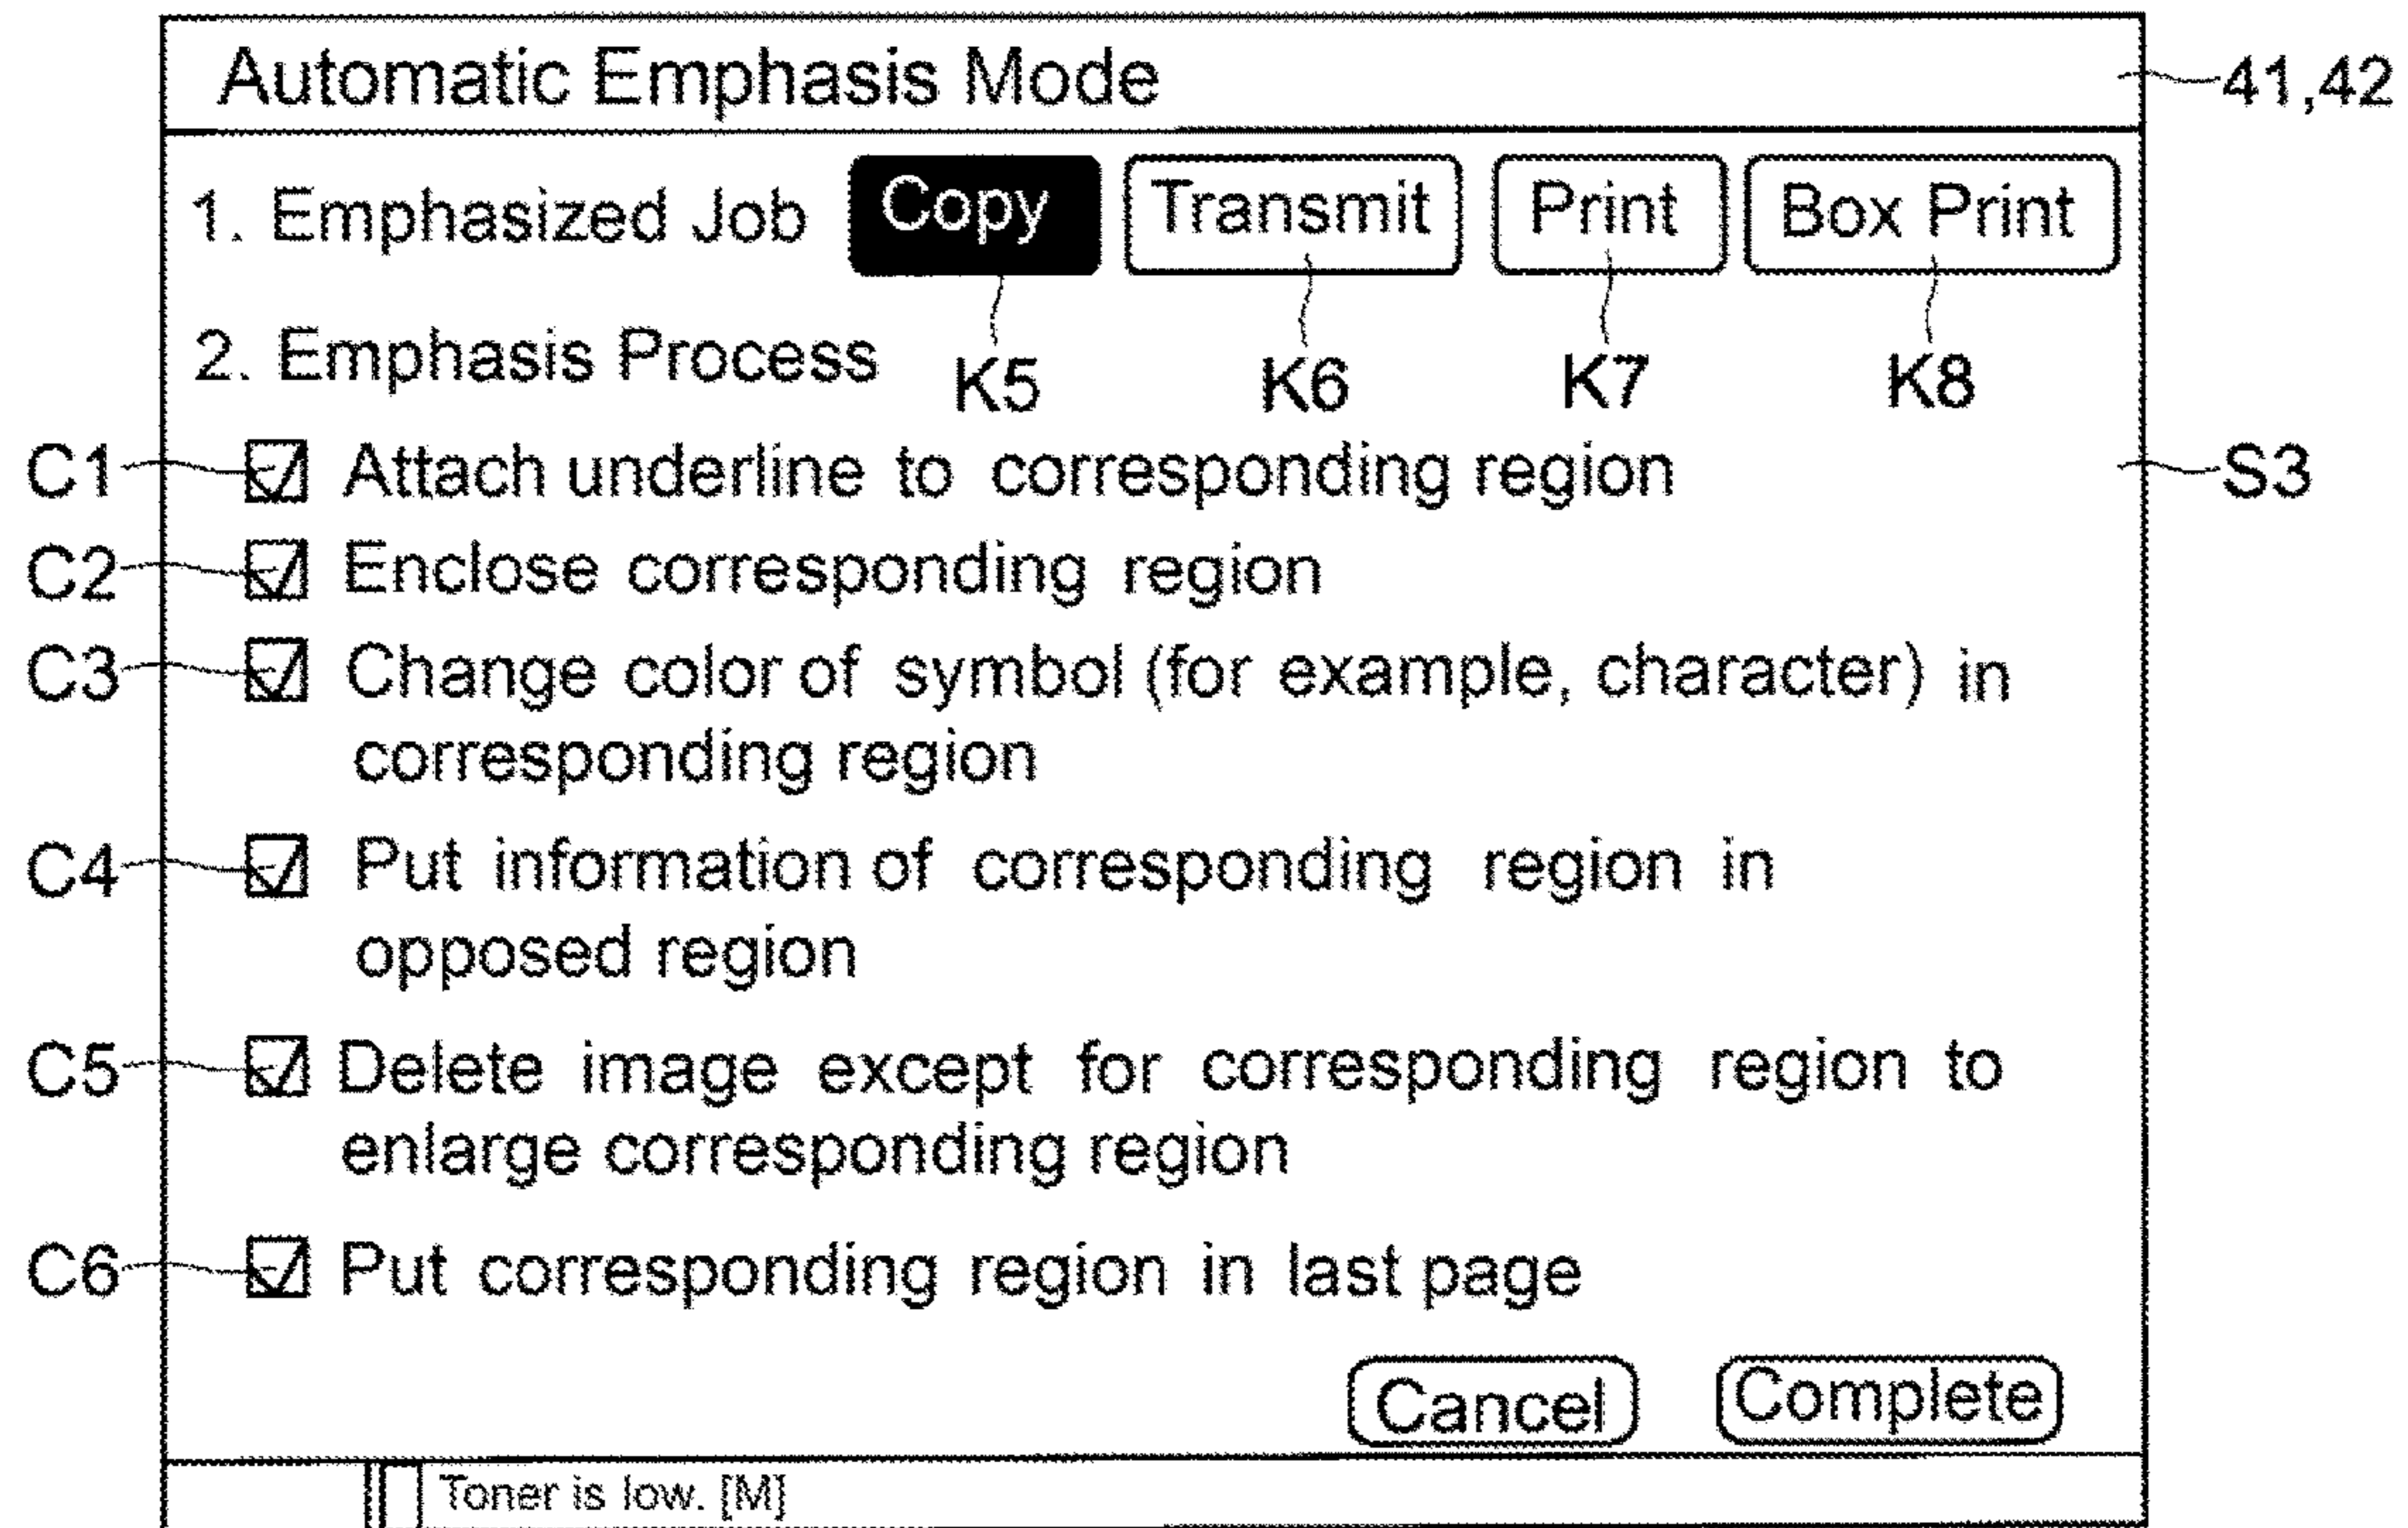 Automatic Emphasis Mode 41,42
1. Emphasized Job Copy Transmit Print Box Print
2. Emphasis Process K5 K6 K7 K8
C1 Attach underline to corresponding region S3
C2 Enclose corresponding region
C3 Change color of symbol (for example, character) in
corresponding region
C4 Put information of corresponding region in
opposed region
C5 Delete image except for corresponding region to
enlarge corresponding region
C6 Put corresponding region in last page
Cancel Complete
Toner is low. [M]